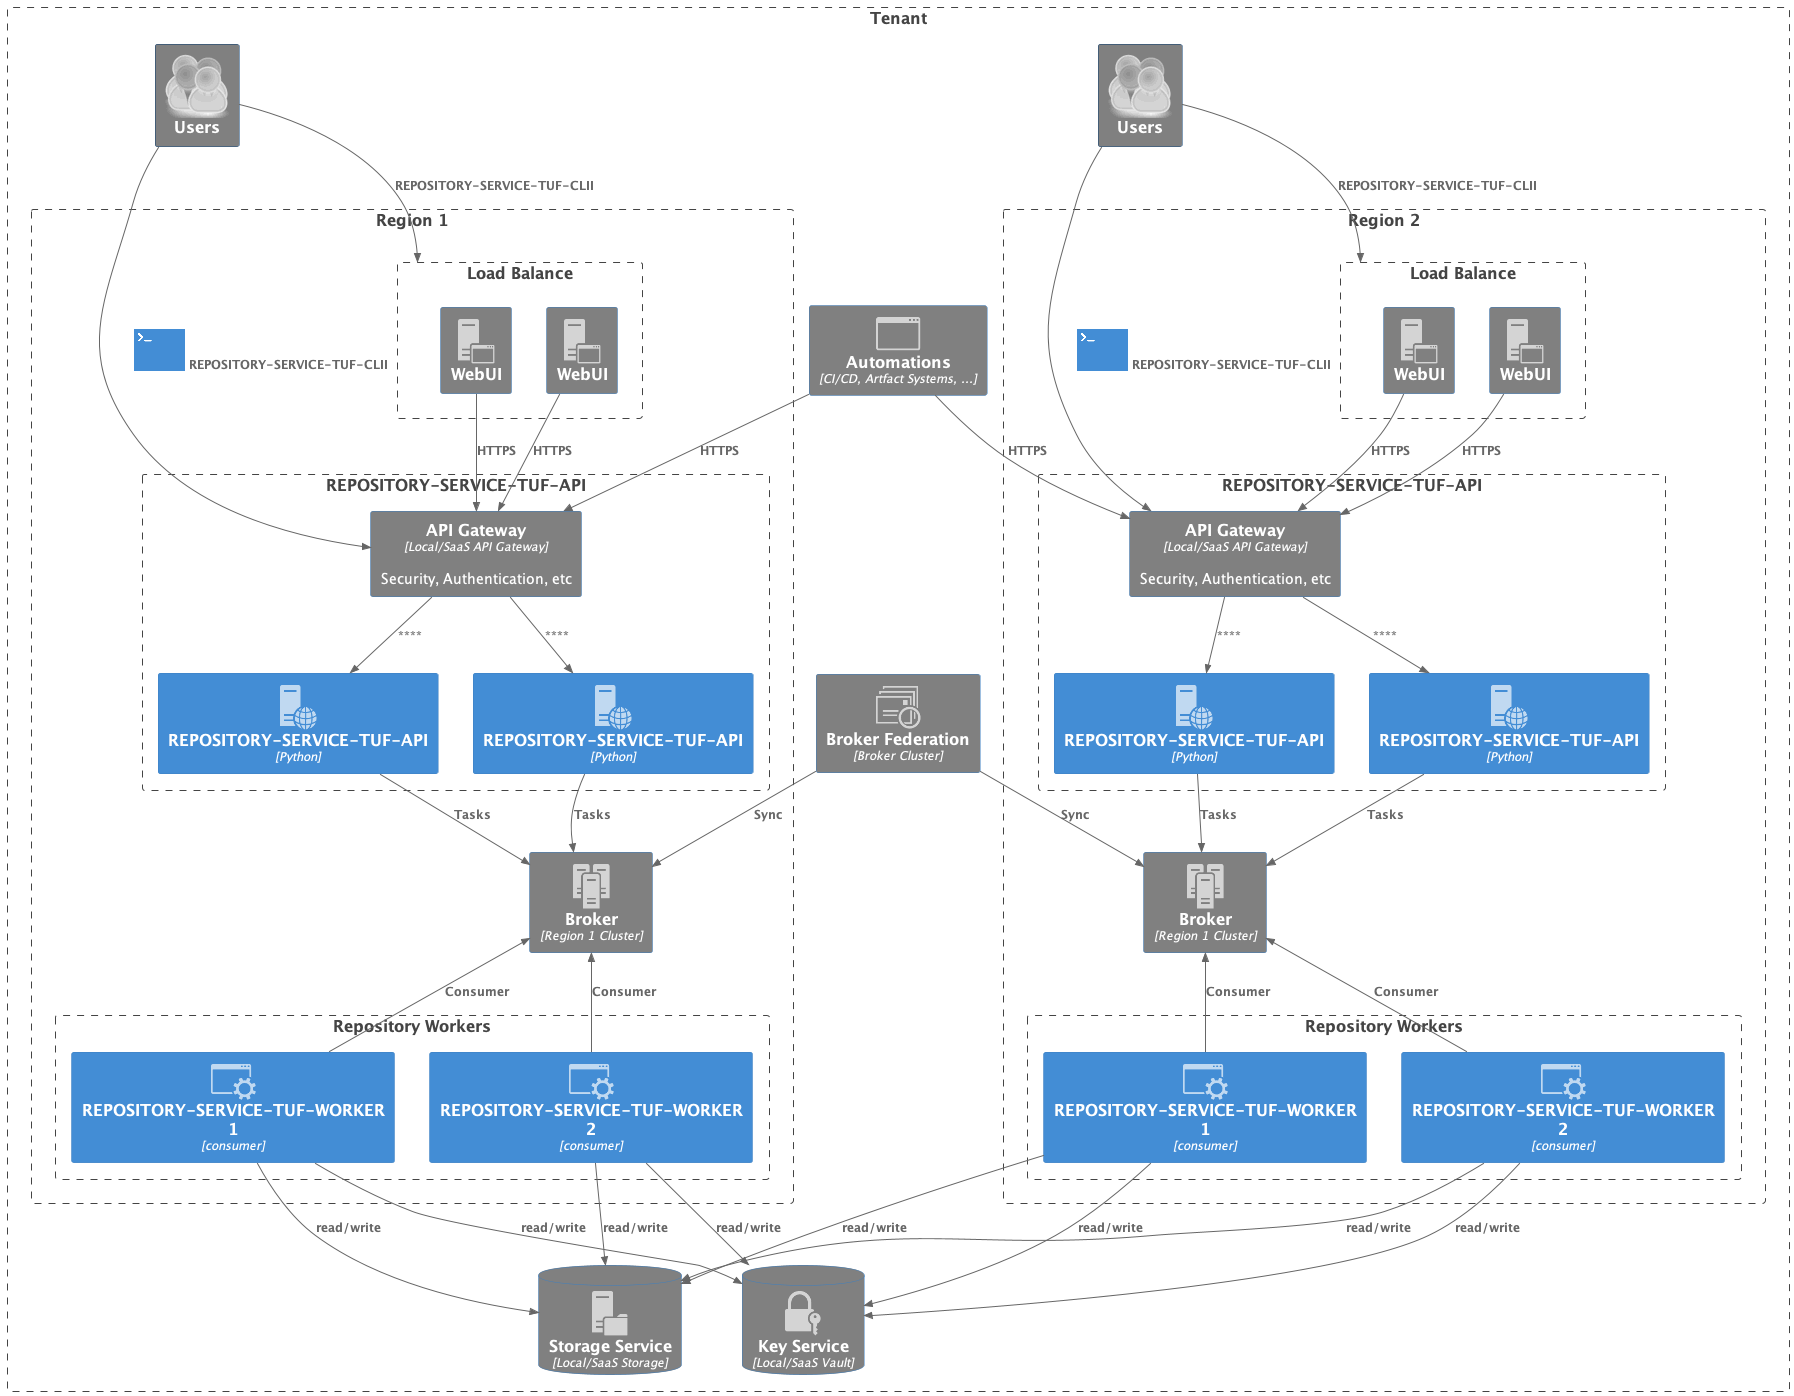 Tenant
Users
Users
REPOSITORY-SERVICE-TUF-CLII
REPOSITORY-SERVICE-TUF-CLII
Region 1
Region 2
Load Balance
Load Balance
WebUI
WebUI
WebUI
WebUI
>_
REPOSITORY-SERVICE-TUF-CLII
Automations
[CI/CD, Artfact Systems, ...]
>_
REPOSITORY-SERVICE-TUF-CLII
HTTPS
HTTPS
HTTPS
HTTPS
HTTPS
HTTPS
REPOSITORY-SERVICE-TUF-API
REPOSITORY-SERVICE-TUF-API
API Gateway
[Local/SaaS API Gateway]
Security, Authentication, etc
API Gateway
[Local/SaaS API Gateway]
Security, Authentication, etc
****
****
****
****
REPOSITORY-SERVICE-TUF-API
[Python]
REPOSITORY-SERVICE-TUF-API
[Python]
Broker Federation
[Broker Cluster]
REPOSITORY-SERVICE-TUF-API
[Python]
REPOSITORY-SERVICE-TUF-API
[Python]
Tasks
Tasks
Sync
Sync
Tasks
Tasks
Broker
[Region 1 Cluster]
Broker
[Region 1 Cluster]
Consumer
Consumer
Consumer
Consumer
Repository Workers
Repository Workers
REPOSITORY-SERVICE-TUF-WORKER
1
[consumer]
REPOSITORY-SERVICE-TUF-WORKER
2
[consumer]
REPOSITORY-SERVICE-TUF-WORKER
1
[consumer]
REPOSITORY-SERVICE-TUF-WORKER
2
[consumer]
read/write
read/write
read/write
read/write
read/write
read/write
read/write
read/write
Storage Service
[Local/SaaS Storage]
Key Service
[Local/SaaS Vault]